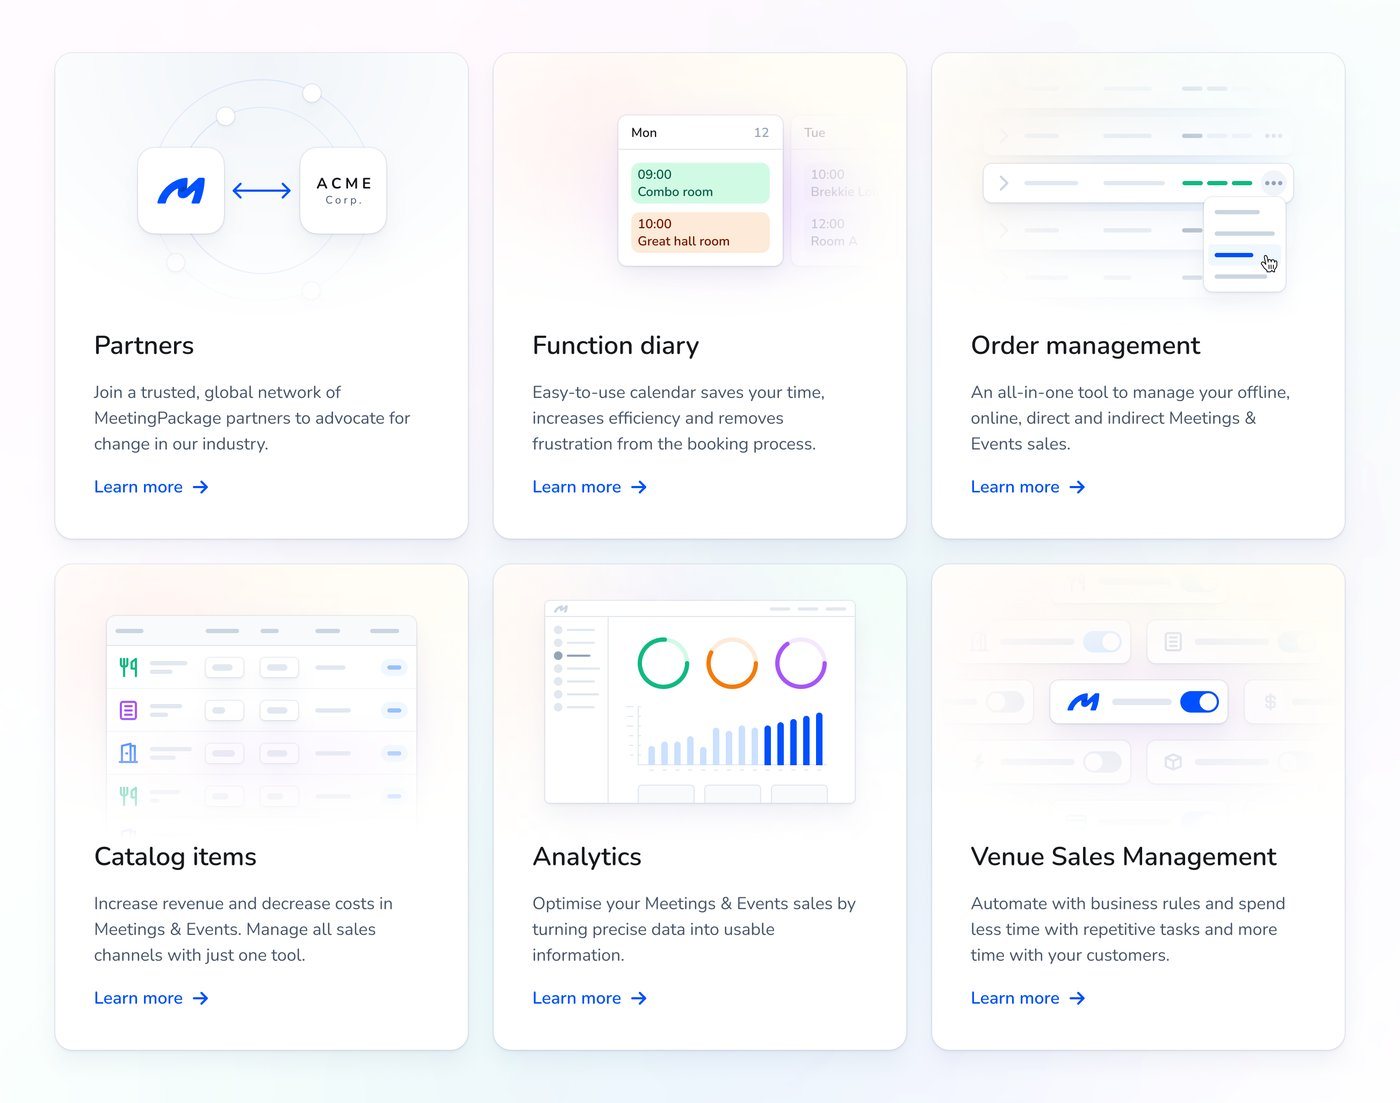 ACME
Corp.
Partners
Join a trusted, global network of
MeetingPackage partners to advocate for
change in our industry.
Learn more
Mon 12
09:00
Combo room
10:00
Great hall room
Tue
10:00
Brekkie
12:00
Room A
Function diary
Easy-to-use calendar saves your time,
increases efficiency and removes
frustration from the booking process.
Learn more
Order management
An all-in-one tool to manage your offline,
online, direct and indirect Meetings &
Events sales.
Learn more
Catalog items
Increase revenue and decrease costs in
Meetings & Events. Manage all sales
channels with just one tool.
Learn more
Analytics
Optimise your Meetings & Events sales by
turning precise data into usable
information.
Learn more
Venue Sales Management
Automate with business rules and spend
less time with repetitive tasks and more
time with your customers.
Learn more